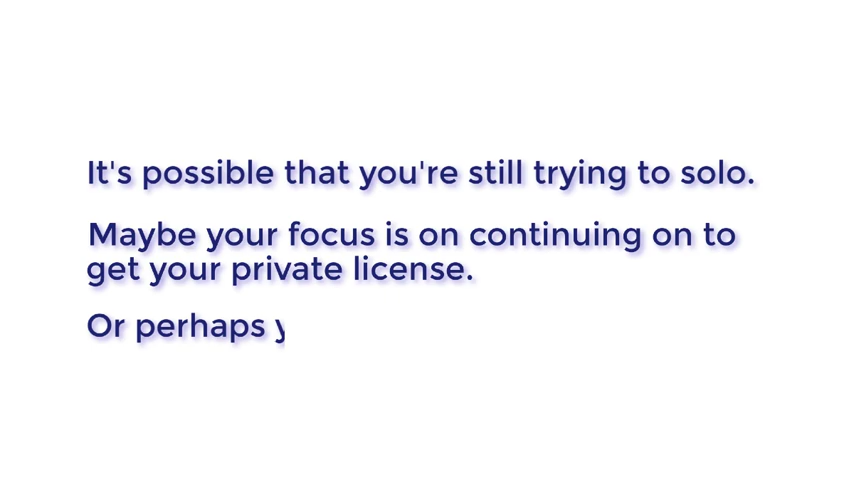 It's possible that you're still trying to solo.
Maybe your focus is on continuing on to
get your private license.
Or perhaps